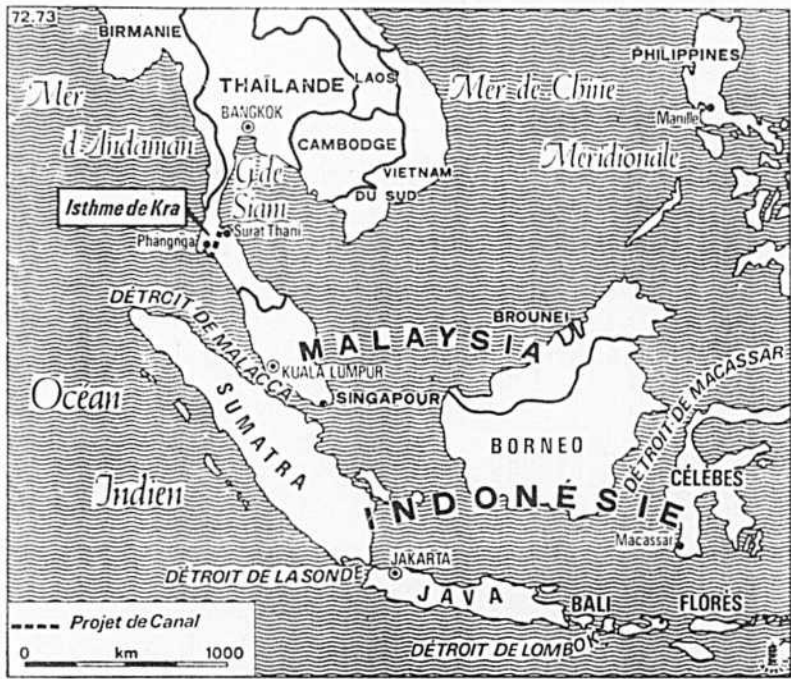 72.73
BIRMANIE
PHILIPPINES
Mer
d'Andaman
THAÏLANDE
LAOS
Mer de Chine
Méridionale
BANGKOK
Manille
CAMBODGE
VIETNAM
DU SUD
G. de
Siam
Isthme de Kra
Phangnga
Surat Thani
DÉTROIT DE MALACCA
BROUNEI
MALAYSIA
KUALA LUMPUR
SINGAPOUR
Océan
Indien
SUMATRA
BORNEO
DÉTROIT DE MACASSAR
CÉLÈBES
INDONÉSIE
Macassar
JAKARTA
DÉTROIT DE LA SONDE
JAVA
BALI
FLORÈS
DÉTROIT DE LOMBOK
Projet de Canal
0 km 1000